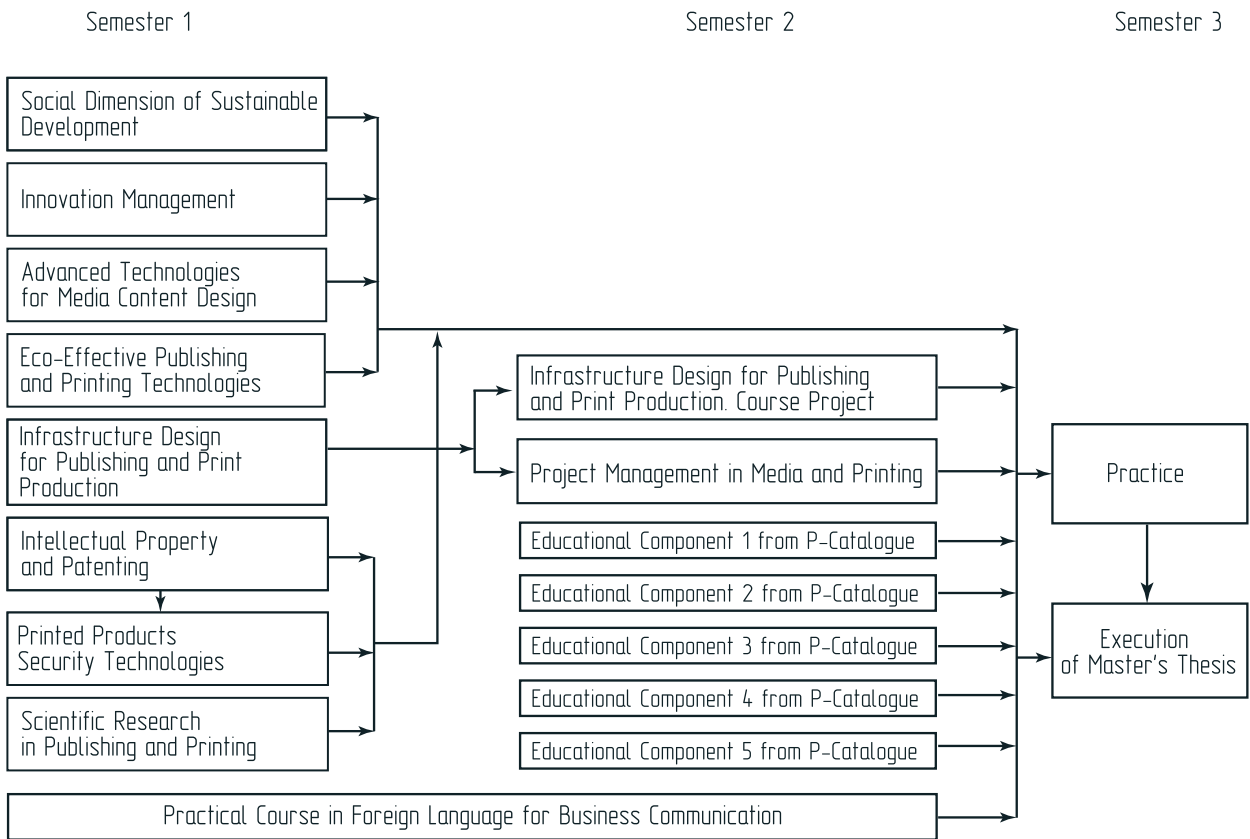 Semester 1
Semester 2
Semester 3
Social Dimension of Sustainable
Development
Innovation Management
Advanced Technologies
for Media Content Design
Eco-Effective Publishing
and Printing Technologies
Infrastructure Design
for Publishing and Print
Production
Intellectual Property
and Patenting
Printed Products
Security Technologies
Scientific Research
in Publishing and Printing
Infrastructure Design for Publishing
and Print Production. Course Project
Project Management in Media and Printing
Educational Component 1 from P-Catalogue
Educational Component 2 from P-Catalogue
Educational Component 3 from P-Catalogue
Educational Component 4 from P-Catalogue
Educational Component 5 from P-Catalogue
Practical Course in Foreign Language for Business Communication
Practice
Execution
of Master's Thesis